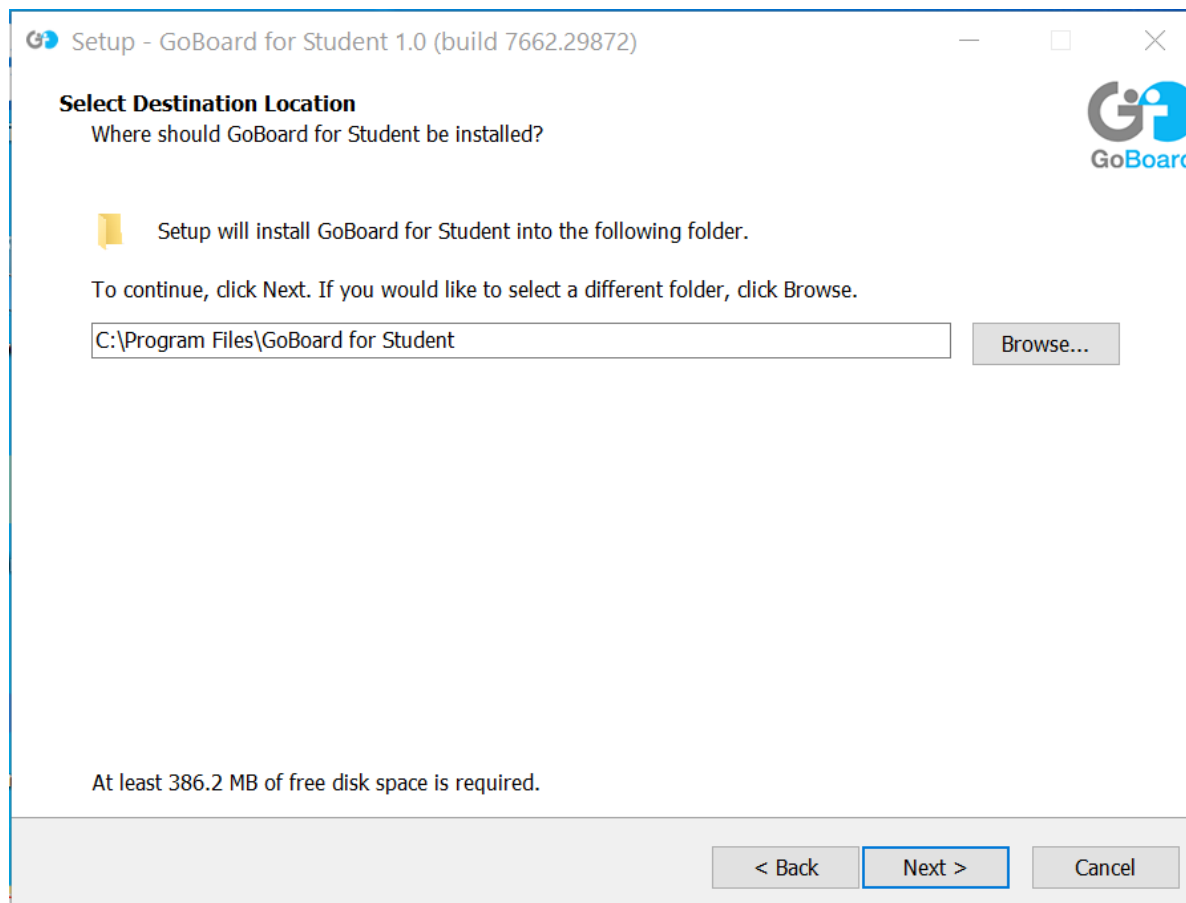 Setup - GoBoard for Student 1.0 (build 7662.29872)
Select Destination Location
Where should GoBoard for Student be installed?
GoBoard
Setup will install GoBoard for Student into the following folder.
To continue, click Next. If you would like to select a different folder, click Browse.
C:\Program Files\GoBoard for Student
Browse...
At least 386.2 MB of free disk space is required.
< Back
Next >
Cancel